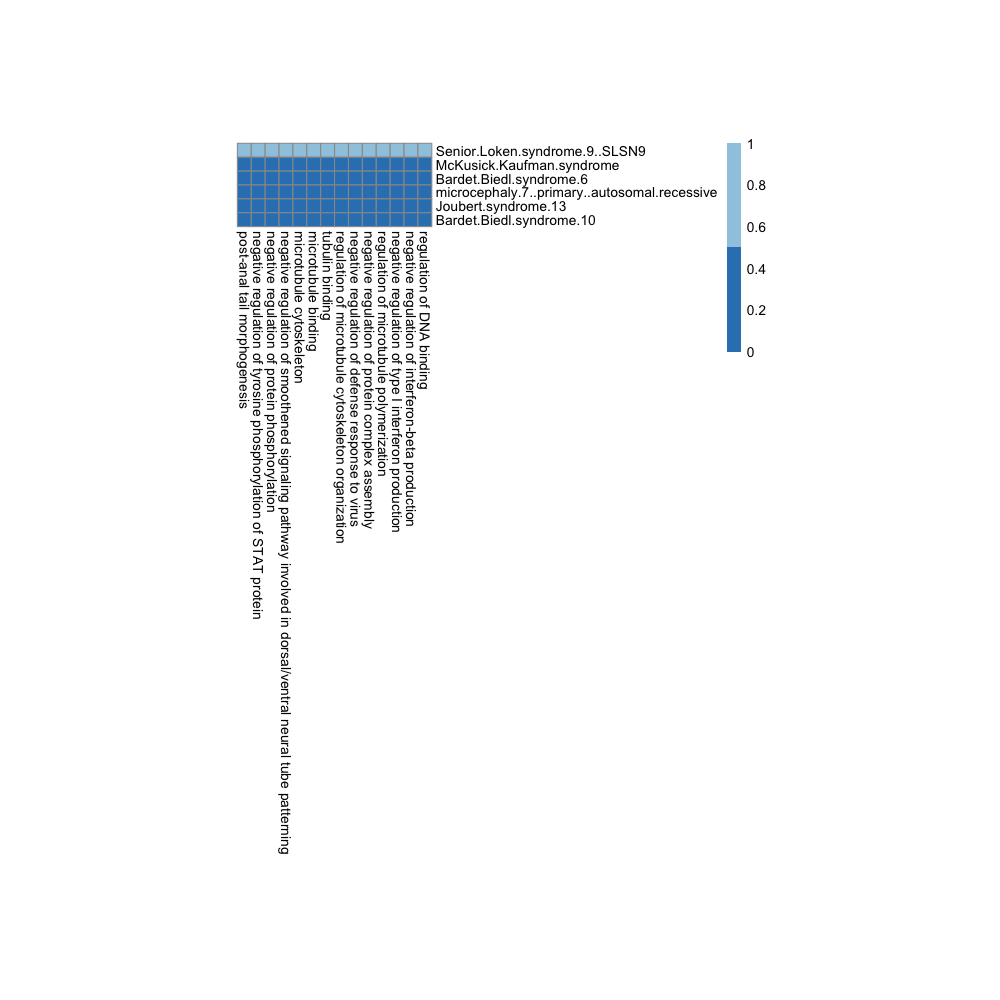 Senior.Loken.syndrome.9..SLSN9
McKusick.Kaufman.syndrome
Bardet.Biedl.syndrome.6
microcephaly.7..primary..autosomal.recessive
Joubert.syndrome.13
Bardet.Biedl.syndrome.10
1
0.8
0.6
0.4
0.2
0
post-anal tail morphogenesis
negative regulation of tyrosine phosphorylation of STAT protein
negative regulation of protein phosphorylation
negative regulation of smoothened signaling pathway involved in dorsal/ventral neural tube patterning
microtubule cytoskeleton
microtubule binding
tubulin binding
regulation of microtubule cytoskeleton organization
negative regulation of defense response to virus
negative regulation of protein complex assembly
regulation of microtubule polymerization
negative regulation of type I interferon production
negative regulation of interferon-beta production
regulation of DNA binding